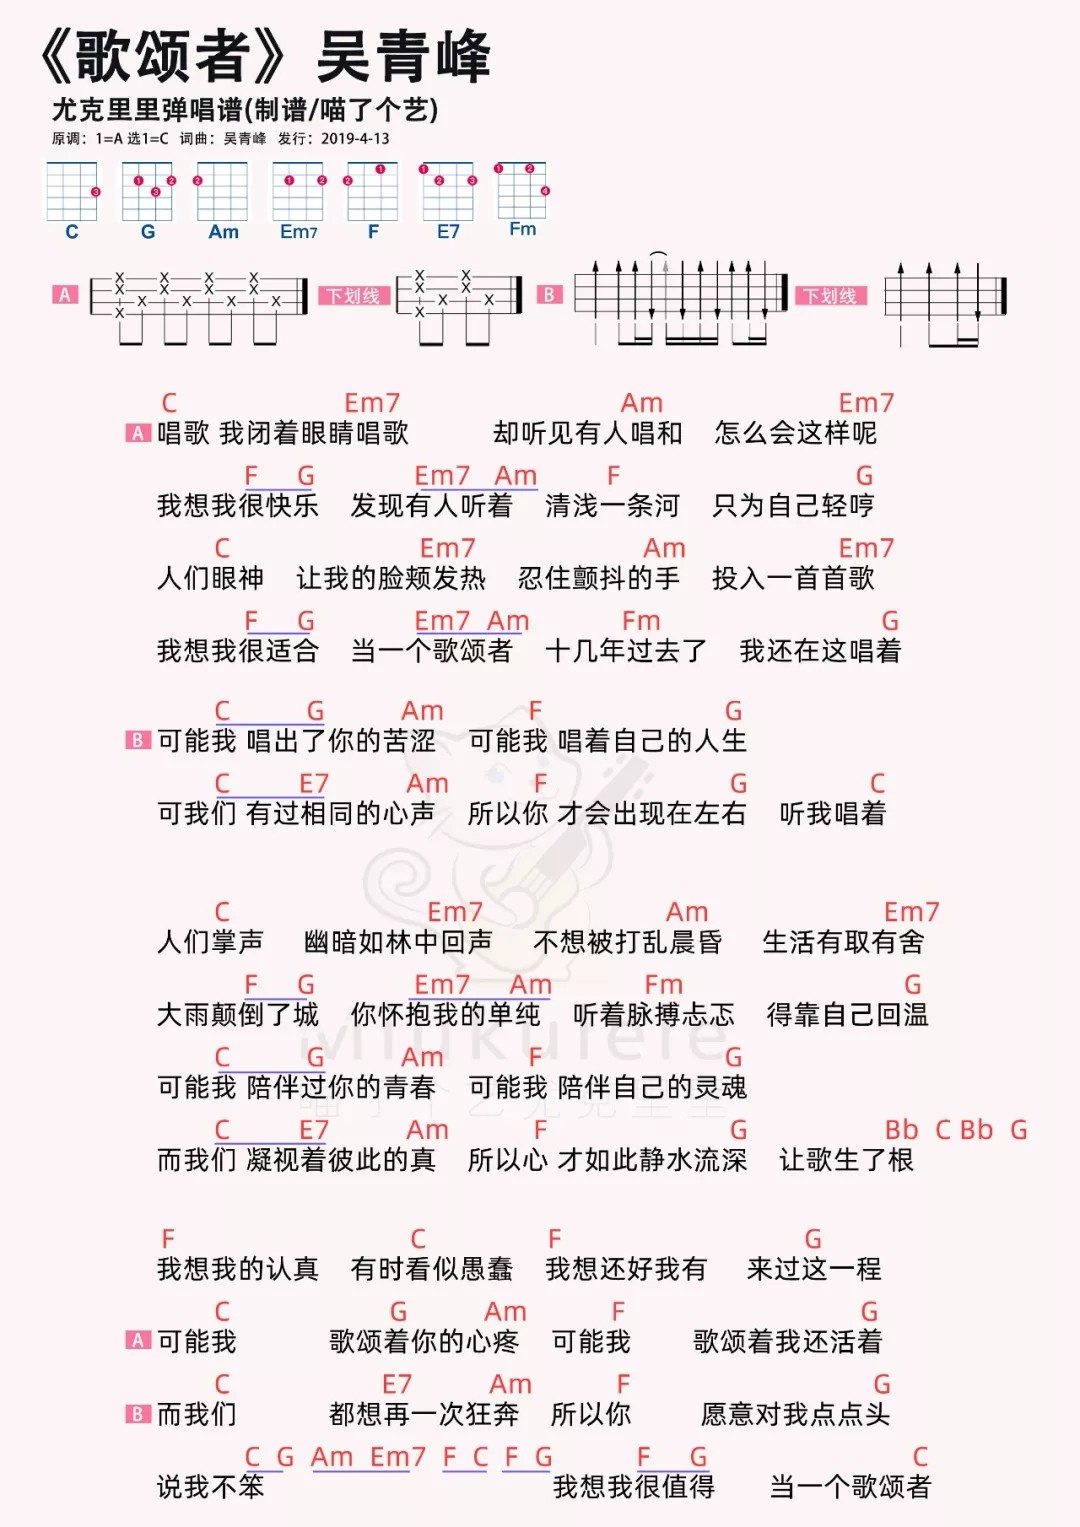 《歌颂者》吴青峰
尤克里里弹唱谱(制谱/喵了个艺)
原调：1=A 选1=C 词曲：吴青峰 发行：2019-4-13
C G Am Em7 F E7 Fm
A 下划线 B 下划线
C Em7 Am Em7
A 唱歌 我闭着眼睛唱歌 却听见有人唱和 怎么会这样呢
F G Em7 Am F G
我想我很快乐 发现有人听着 清浅一条河 只为自己轻哼
C Em7 Am Em7
人们眼神 让我的脸颊发热 忍住颤抖的手 投入一首首歌
F G Em7 Am Fm G
我想我很适合 当一个歌颂者 十几年过去了 我还在这唱着
C G Am F G
B 可能我 唱出了你的苦涩 可能我 唱着自己的人生
C E7 Am F G C
可我们 有过相同的心声 所以你 才会出现在左右 听我唱着
C Em7 Am Em7
人们掌声 幽暗如林中回声 不想被打乱晨昏 生活有取有舍
F G Em7 Am Fm G
大雨颠倒了城 你怀抱我的单纯 听着脉搏忐忑 得靠自己回温
Miukulele
C G Am F G
可能我 陪伴过你的青春 可能我 陪伴自己的灵魂
喵了个艺尤克里里
C E7 Am F G Bb C Bb G
而我们 凝视着彼此的真 所以心 才如此静水流深 让歌生了根
F C F G
我想我的认真 有时看似愚蠢 我想还好我有 来过这一程
C G Am F G
A 可能我 歌颂着你的心疼 可能我 歌颂着我还活着
C E7 Am F G
B 而我们 都想再一次狂奔 所以你 愿意对我点点头
C G Am Em7 F C F G F G C
说我不笨 我想我很值得 当一个歌颂者